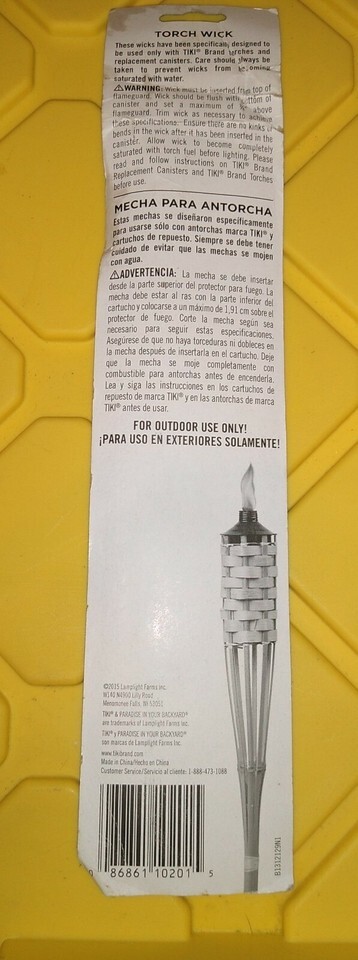 TORCH WICK
These wicks have been specifically designed to
be used only with TIKI® Brand torches and
replacement canisters. Care should always be
taken to prevent wicks from becoming
saturated with water.
⚠WARNING: Wick must be inserted from top of
flameguard. Wick should be flush with bottom of
canister and set a maximum of above
flameguard. Trim wick as necessary to achieve
these specifications. Ensure there are no kinks or
bends in the wick after it has been inserted in the
canister. Allow wick to become completely
saturated with torch fuel before lighting. Please
read and follow instructions on TIKI® Brand
Replacement Canisters and TIKI® Brand Torches
before use.
MECHA PARA ANTORCHA
Estas mechas se diseñaron específicamente
para usarse sólo con antorchas marca TIKI® y
cartuchos de repuesto. Siempre se debe tener
cuidado de evitar que las mechas se mojen
con agua.
⚠ADVERTENCIA: La mecha se debe insertar
desde la parte superior del protector para fuego. La
mecha debe estar al ras con la parte inferior del
cartucho y colocarse a un máximo de 1,91 cm sobre el
protector de fuego. Corte la mecha según sea
necesario para seguir estas especificaciones.
Asegúrese de que no haya torceduras ni dobleces en
la mecha después de insertarla en el cartucho. Deje
que la mecha se moje completamente con
combustible para antorchas antes de encenderla.
Lea y siga las instrucciones en los cartuchos de
repuesto de marca TIKI® y en las antorchas de marca
TIKI® antes de usar.
FOR OUTDOOR USE ONLY!
¡PARA USO EN EXTERIORES SOLAMENTE!
©2015 Lamplight Farms Inc.
W140 N4900 Lilly Road
Menomonee Falls, WI 53051
TIKI® & PARADISE IN YOUR BACKYARD®
are trademarks of Lamplight Farms Inc.
TIKI® y PARADISE IN YOUR BACKYARD®
son marcas de Lamplight Farms Inc.
www.tikibrand.com
Made in China/Hecho en China
Customer Service/Servicio al cliente: 1-888-473-1088
0 86861 10201 5
B1312129N1